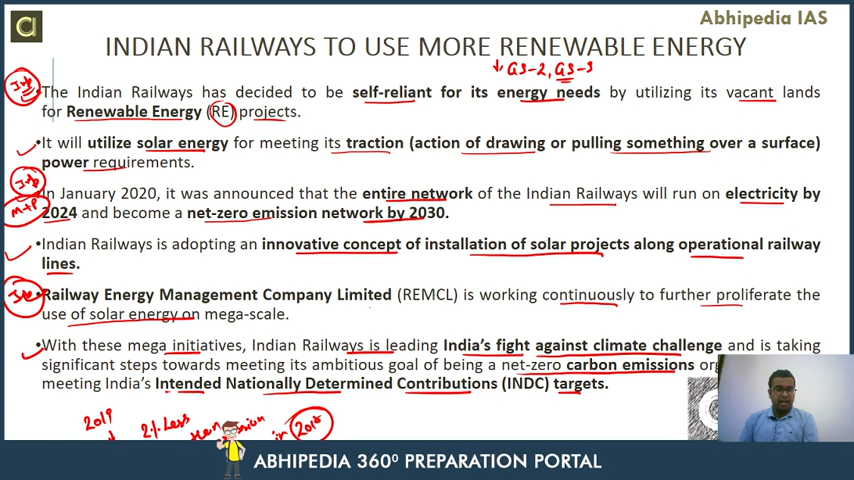 Abhipedia IAS
INDIAN RAILWAYS TO USE MORE RENEWABLE ENERGY
↓ GS-2, GS-3
Imp
• The Indian Railways has decided to be self-reliant for its energy needs by utilizing its vacant lands
for Renewable Energy (RE) projects.
• It will utilize solar energy for meeting its traction (action of drawing or pulling something over a surface)
power requirements.
Imp
In January 2020, it was announced that the entire network of the Indian Railways will run on electricity by
2024 and become a net-zero emission network by 2030.
• Indian Railways is adopting an innovative concept of installation of solar projects along operational railway
lines.
• Railway Energy Management Company Limited (REMCL) is working continuously to further proliferate the
use of solar energy on mega-scale.
• With these mega initiatives, Indian Railways is leading India's fight against climate challenge and is taking
significant steps towards meeting its ambitious goal of being a net-zero carbon emissions or
meeting India's Intended Nationally Determined Contributions (INDC) targets.
2019
2% Less
in 2018
ABHIPEDIA 360⁰ PREPARATION PORTAL